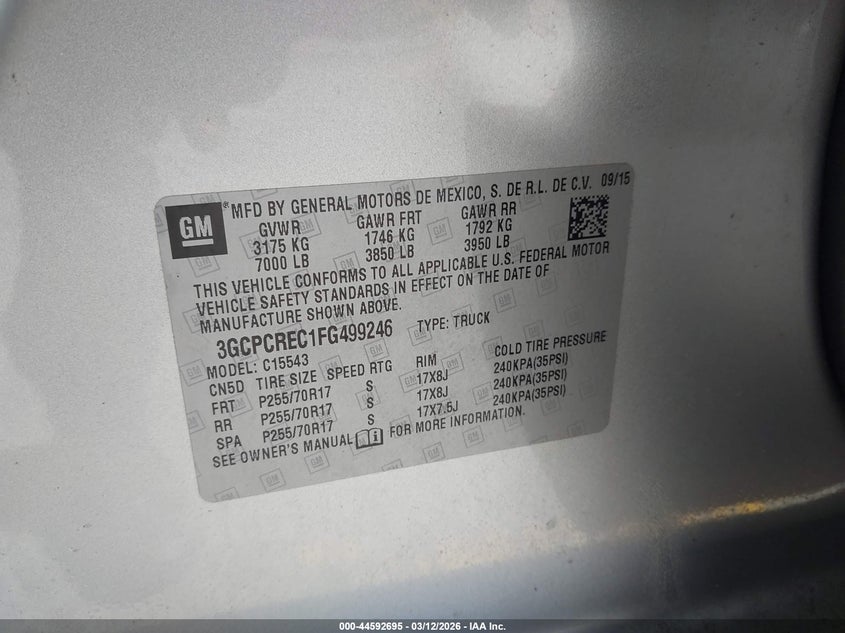 GM
*MFD BY GENERAL MOTORS DE MEXICO, S. DE R.L. DE C.V. 09/15
GVWR GAWR FRT GAWR RR
3175 KG 1746 KG 1792 KG
7000 LB 3850 LB 3950 LB
THIS VEHICLE CONFORMS TO ALL APPLICABLE U.S. FEDERAL MOTOR
VEHICLE SAFETY STANDARDS IN EFFECT ON THE DATE OF
MANUFACTURE SHOWN ABOVE.
3GCPCREC1FG499246 TYPE: TRUCK
MODEL: C15543
CN5D TIRE SIZE SPEED RTG RIM COLD TIRE PRESSURE
FRT P255/70R17 S 17X8J 240KPA(35PSI)
RR P255/70R17 S 17X8J 240KPA(35PSI)
SPA P255/70R17 S 17X7.5J 240KPA(35PSI)
SEE OWNER'S MANUAL FOR MORE INFORMATION.
000-44592695 - 03/12/2026 - IAA Inc.